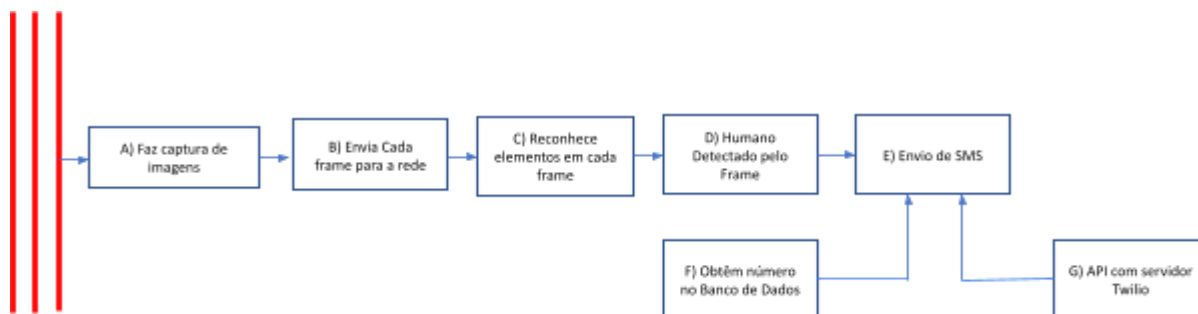 A) Faz captura de
imagens
B) Envia Cada
frame para a rede
C) Reconhece
elementos em cada
frame
D) Humano
Detectado pelo
Frame
E) Envio de SMS
F) Obtêm número
no Banco de Dados
G) API com servidor
Twilio